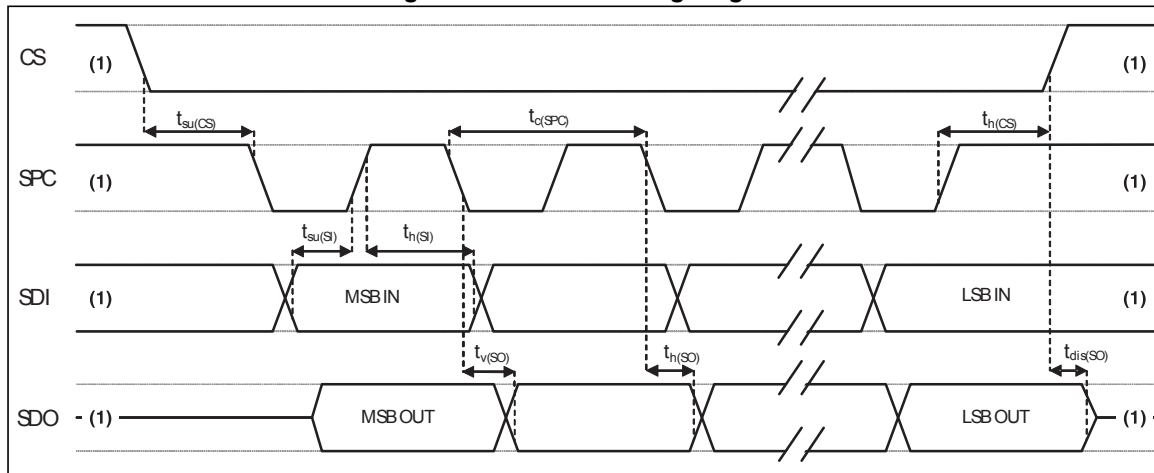 CS (1) (1)
tsu(CS) tc(SPC) th(CS)
SPC (1) (1)
tsu(SI) th(SI)
SDI (1) MSB IN LSB IN (1)
tv(SO) th(SO) tdis(SO)
SDO (1) MSB OUT LSB OUT (1)